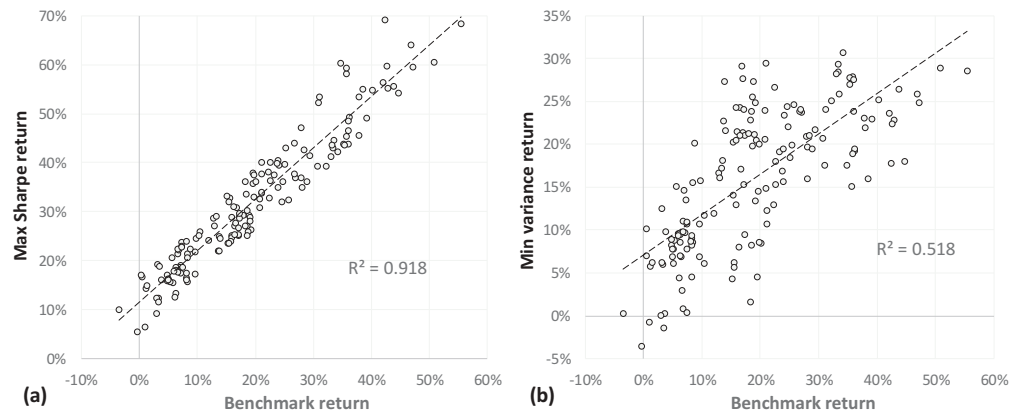 Max Sharpe return
70%
60%
50%
40%
30%
20%
10%
0%
-10% 0% 10% 20% 30% 40% 50% 60%
R² = 0.918
(a)
Benchmark return
Min variance return
35%
30%
25%
20%
15%
10%
5%
0%
-5%
-10% 0% 10% 20% 30% 40% 50% 60%
R² = 0.518
(b)
Benchmark return